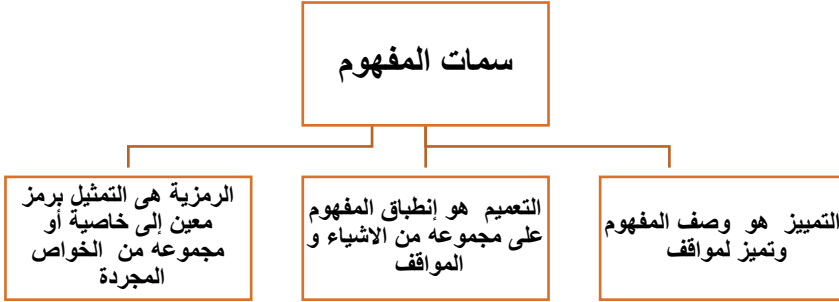 سمات المفهوم
التمييز هو وصف المفهوم
وتميز لمواقف
التعميم هو إنطباق المفهوم
على مجموعه من الاشياء و
المواقف
الرمزية هى التمثيل برمز
معين إلى خاصية أو
مجموعه من الخواص
المجردة